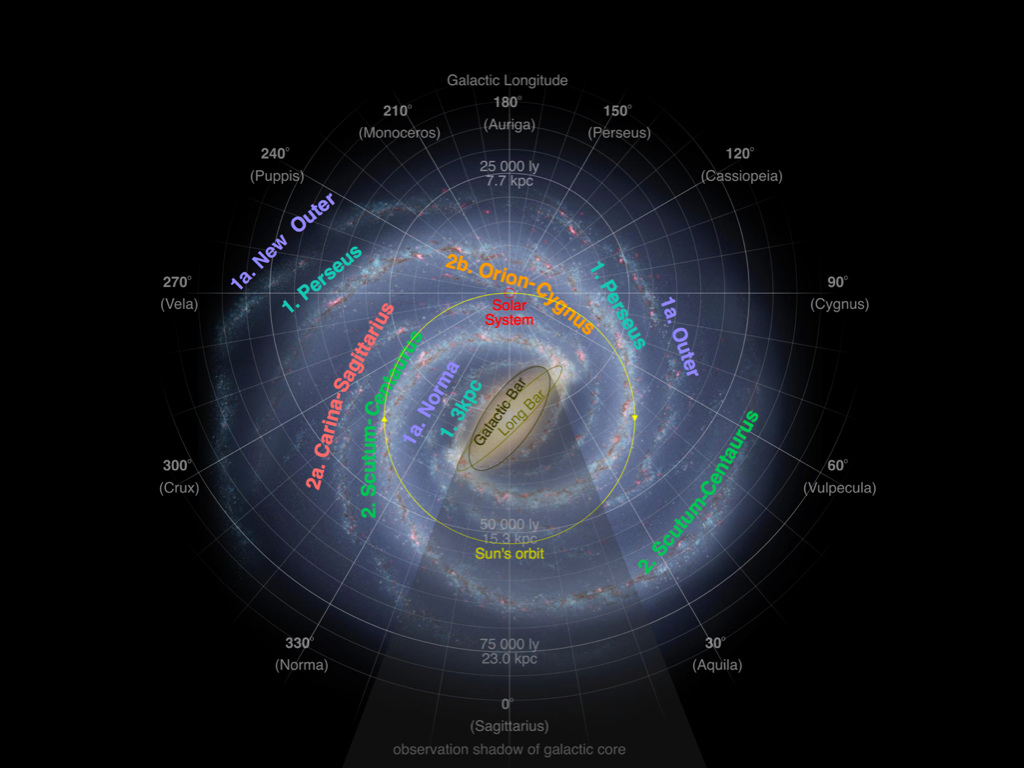 Galactic Longitude
180°
(Auriga)
210°
(Monoceros)
150°
(Perseus)
240°
(Puppis)
120°
(Cassiopeia)
25 000 ly
7.7 kpc
1a. New Outer
1. Perseus
2b. Orion-Cygnus
1. Perseus
1a. Outer
270°
(Vela)
90°
(Cygnus)
Solar
System
2a. Carina-Sagittarius
2. Scutum-Centaurus
1a. Norma
1. 3kpc
Galactic Bar
Long Bar
2. Scutum-Centaurus
300°
(Crux)
60°
(Vulpecula)
50 000 ly
15.3 kpc
Sun's orbit
330°
(Norma)
75 000 ly
23.0 kpc
30°
(Aquila)
0°
(Sagittarius)
observation shadow of galactic core